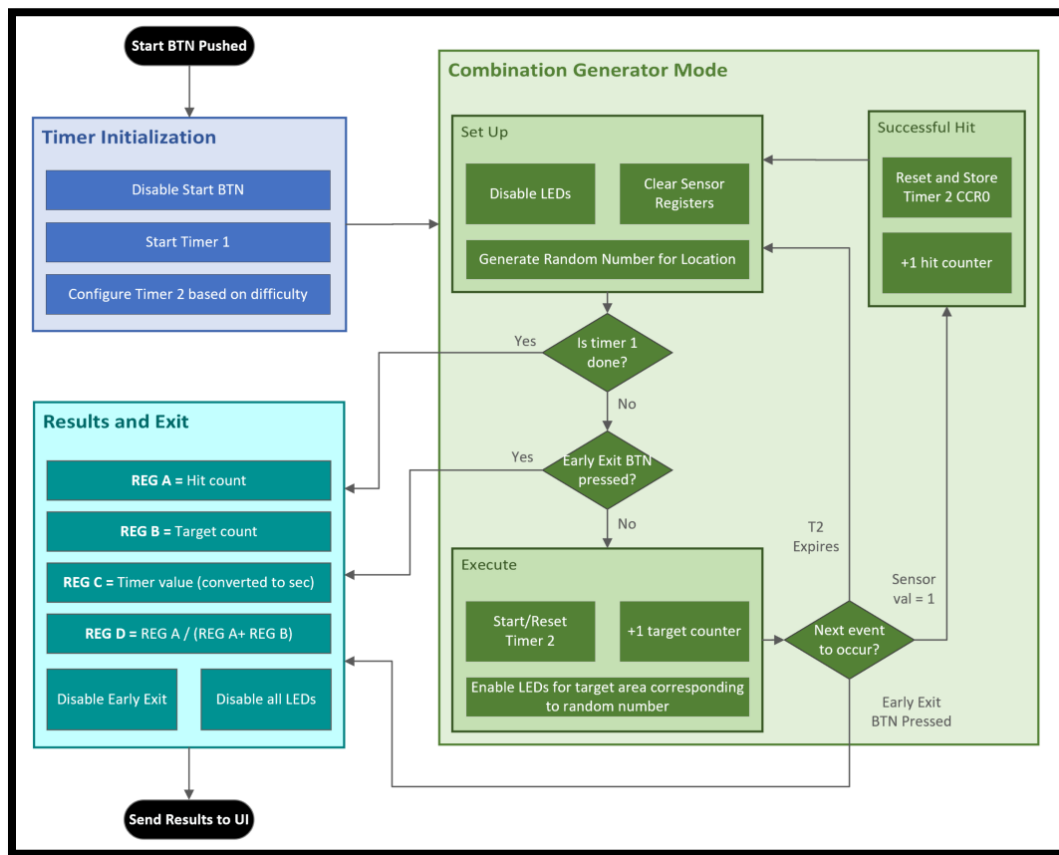 Start BTN Pushed
Timer Initialization
Disable Start BTN
Start Timer 1
Configure Timer 2 based on difficulty
Combination Generator Mode
Set Up
Disable LEDs
Clear Sensor
Registers
Generate Random Number for Location
Successful Hit
Reset and Store
Timer 2 CCR0
+1 hit counter
Is timer 1
done?
Yes
No
Early Exit BTN
pressed?
Yes
No
Execute
Start/Reset
Timer 2
+1 target counter
Enable LEDs for target area corresponding
to random number
Next event
to occur?
T2
Expires
Sensor
val = 1
Early Exit
BTN Pressed
Results and Exit
REG A = Hit count
REG B = Target count
REG C = Timer value (converted to sec)
REG D = REG A / (REG A+ REG B)
Disable Early Exit
Disable all LEDs
Send Results to UI